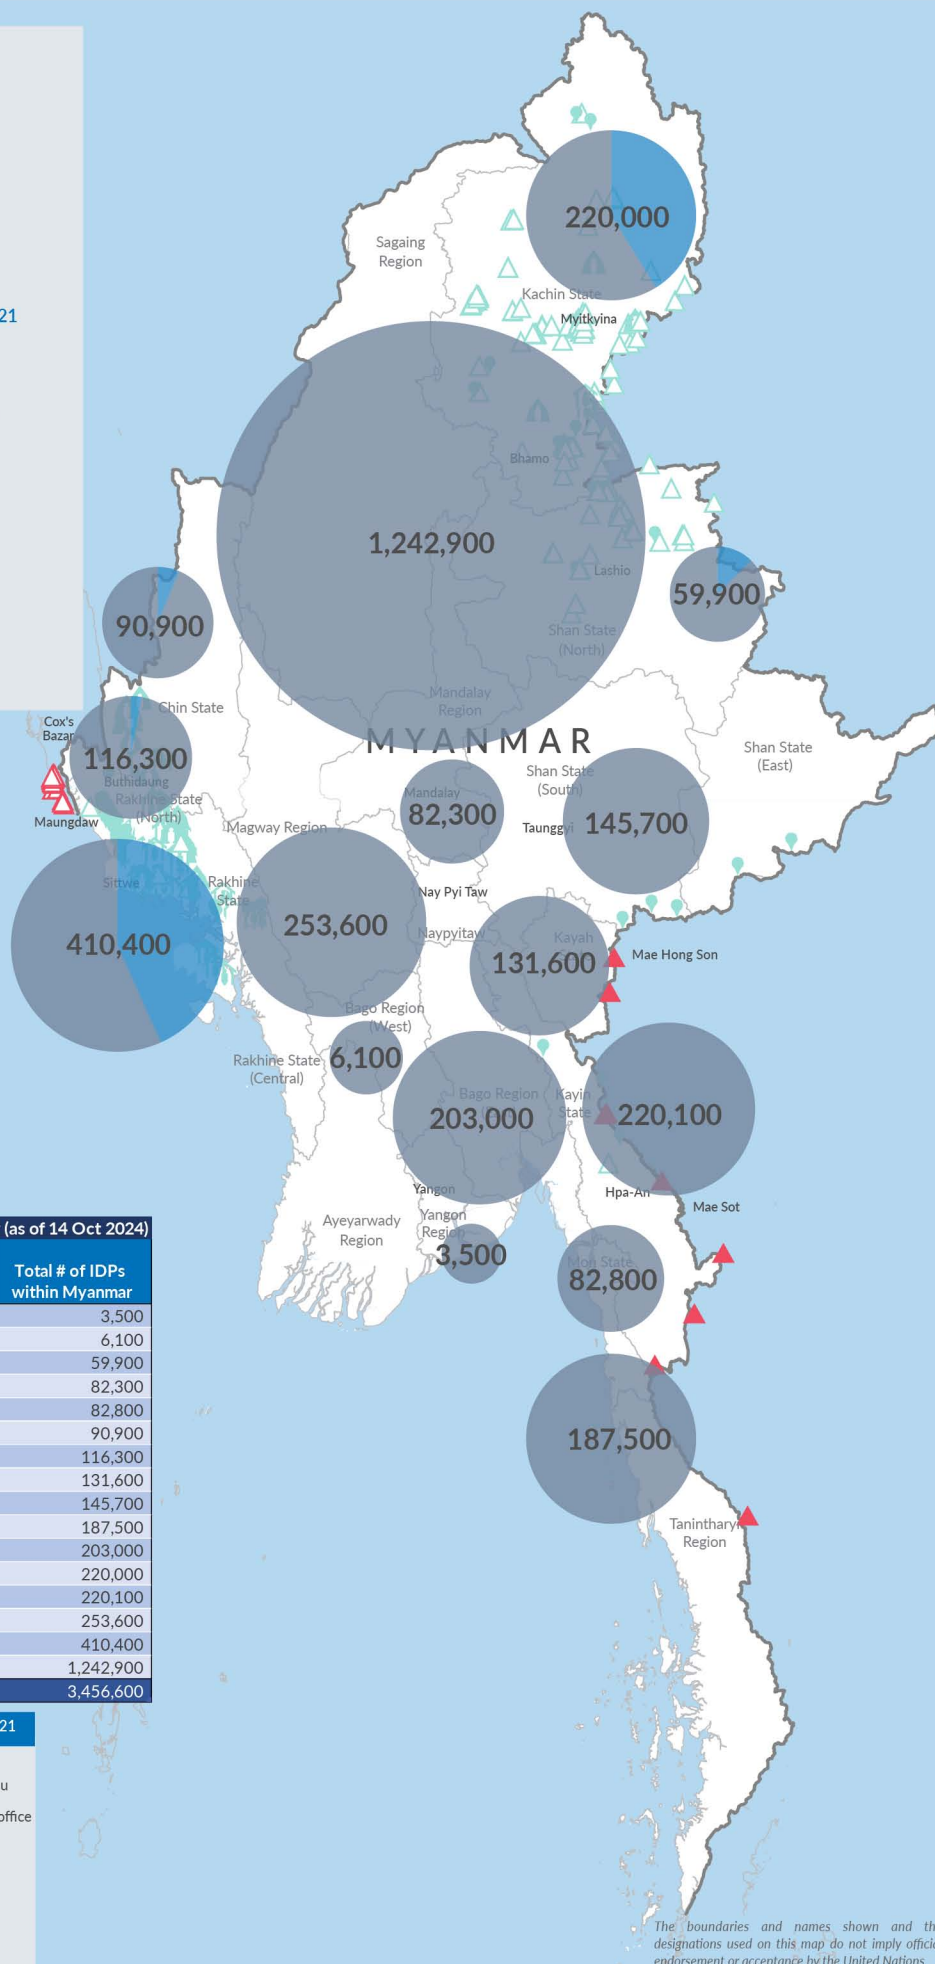 21
220,000
Sagaing
Region
Kachin State
Myitkyina
Bhamo
1,242,900
Lashio
59,900
90,900
Shan State
(North)
Mandalay
Region
Chin State
Cox's
Bazar
MYANMAR
116,300
Shan State
(East)
Buthidaung
Rakhine State
(North)
Maungdaw
Shan State
(South)
Mandalay
82,300
Magway Region
Taunggyi
145,700
Sittwe
Rakhine
State
Nay Pyi Taw
253,600
Naypyitaw
Kayah
410,400
131,600
Mae Hong Son
Bago Region
(West)
6,100
Rakhine State
(Central)
Bago Region
203,000
Kayin
State
220,100
Yangon
Hpa-An
Mae Sot
Ayeyarwady
Region
Yangon
Region
3,500
Mon State
82,800
187,500
Tanintharyi
Region
(as of 14 Oct 2024)
Total # of IDPs
within Myanmar
3,500
6,100
59,900
82,300
82,800
90,900
116,300
131,600
145,700
187,500
203,000
220,000
220,100
253,600
410,400
1,242,900
3,456,600
21
u
office
The boundaries and names shown and th
designations used on this map do not imply offici
endorsement or acceptance by the United Nations